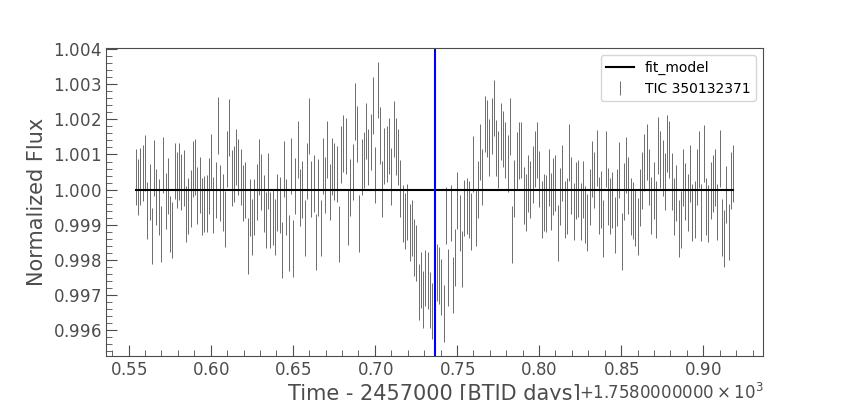 1.004
1.003
1.002
1.001
1.000
0.999
0.998
0.997
0.996
Normalized Flux
fit_model
TIC 350132371
0.55 0.60 0.65 0.70 0.75 0.80 0.85 0.90
Time - 2457000 [BTJD days]
+1.7580000000 × 10³